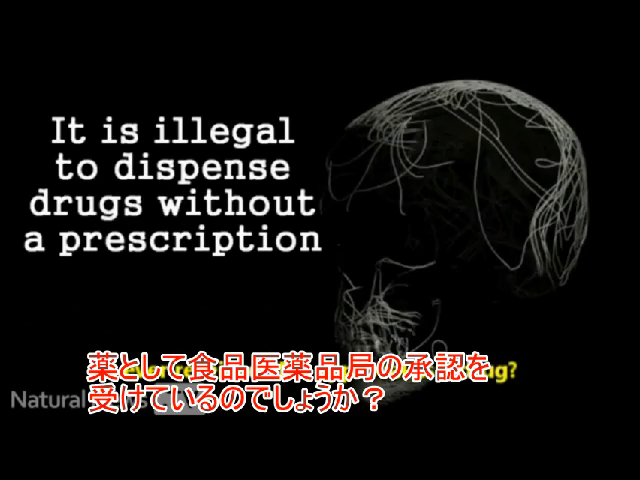 It is illegal
to dispense
drugs without
a prescription
薬として食品医薬品局の承認を
受けているのでしょうか？
Natural